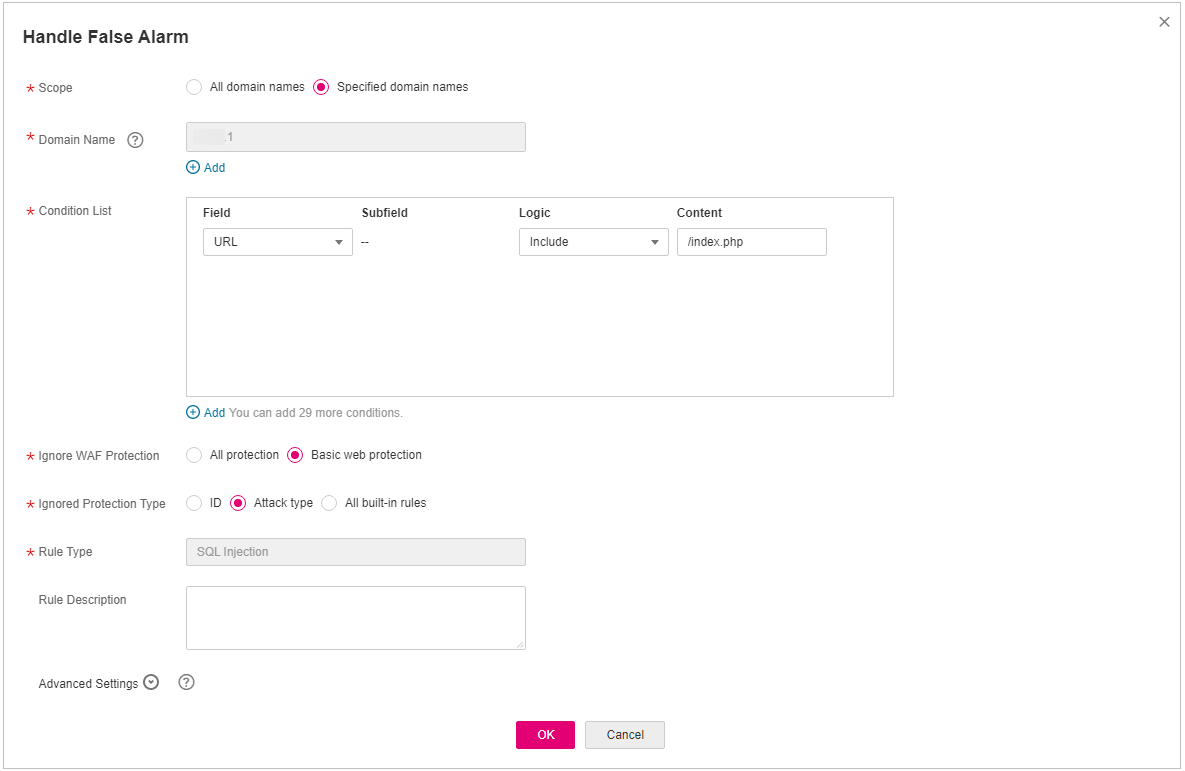 Handle False Alarm
* Scope All domain names Specified domain names
* Domain Name ? .1
Add
* Condition List
Field Subfield Logic Content
URL -- Include /index.php
Add You can add 29 more conditions.
* Ignore WAF Protection All protection Basic web protection
* Ignored Protection Type ID Attack type All built-in rules
* Rule Type SQL Injection
Rule Description
Advanced Settings ?
OK Cancel